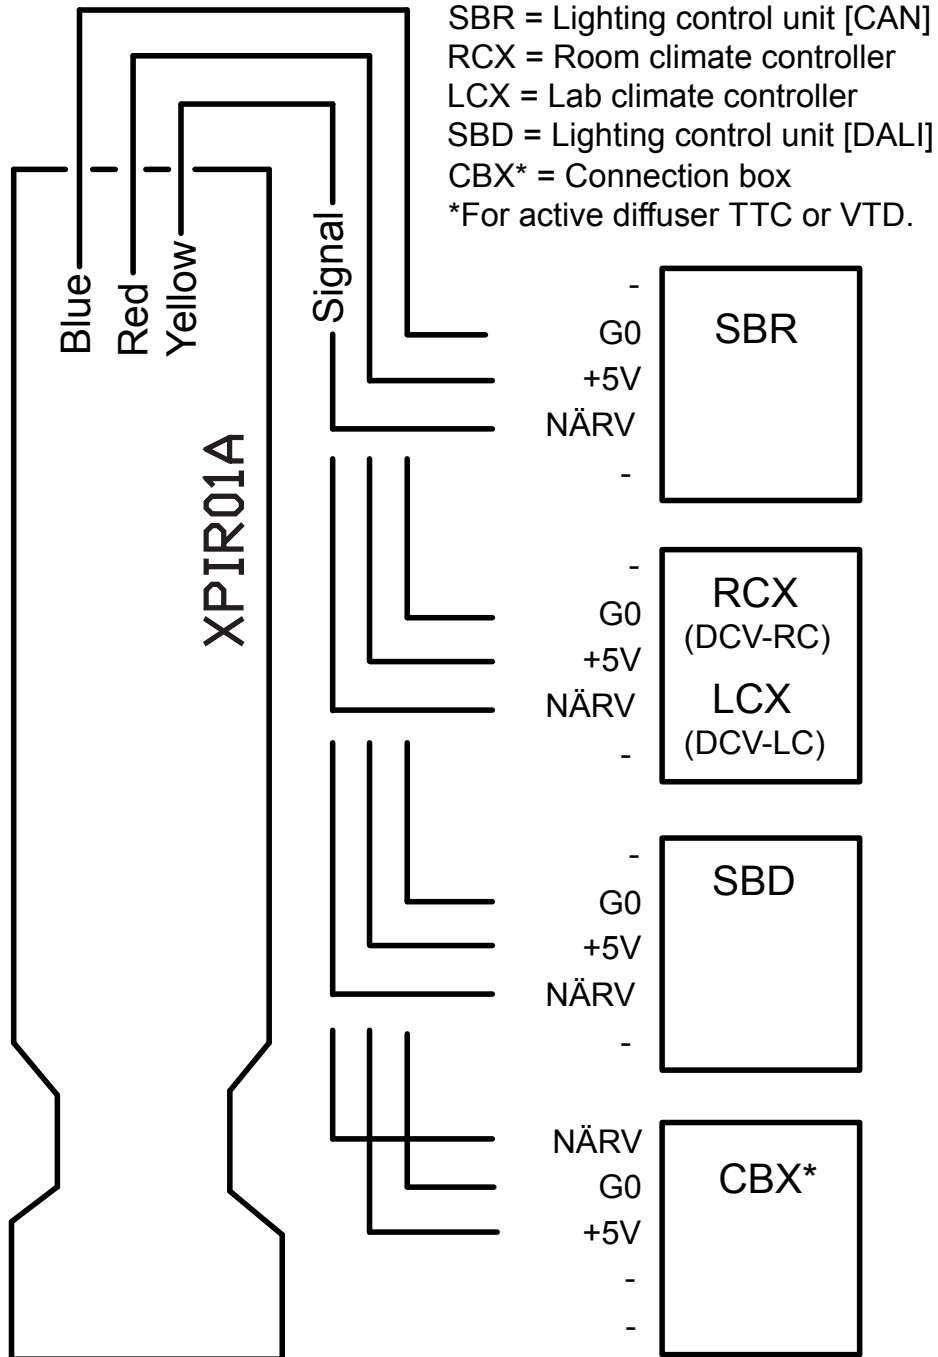 SBR = Lighting control unit [CAN]
RCX = Room climate controller
LCX = Lab climate controller
SBD = Lighting control unit [DALI]
CBX* = Connection box
*For active diffuser TTC or VTD.
Blue
Red
Yellow
Signal
XPIR01A
-
G0
+5V
NÄRV
-
SBR
-
G0
+5V
NÄRV
-
RCX
(DCV-RC)
LCX
(DCV-LC)
-
G0
+5V
NÄRV
-
SBD
NÄRV
G0
+5V
-
-
CBX*